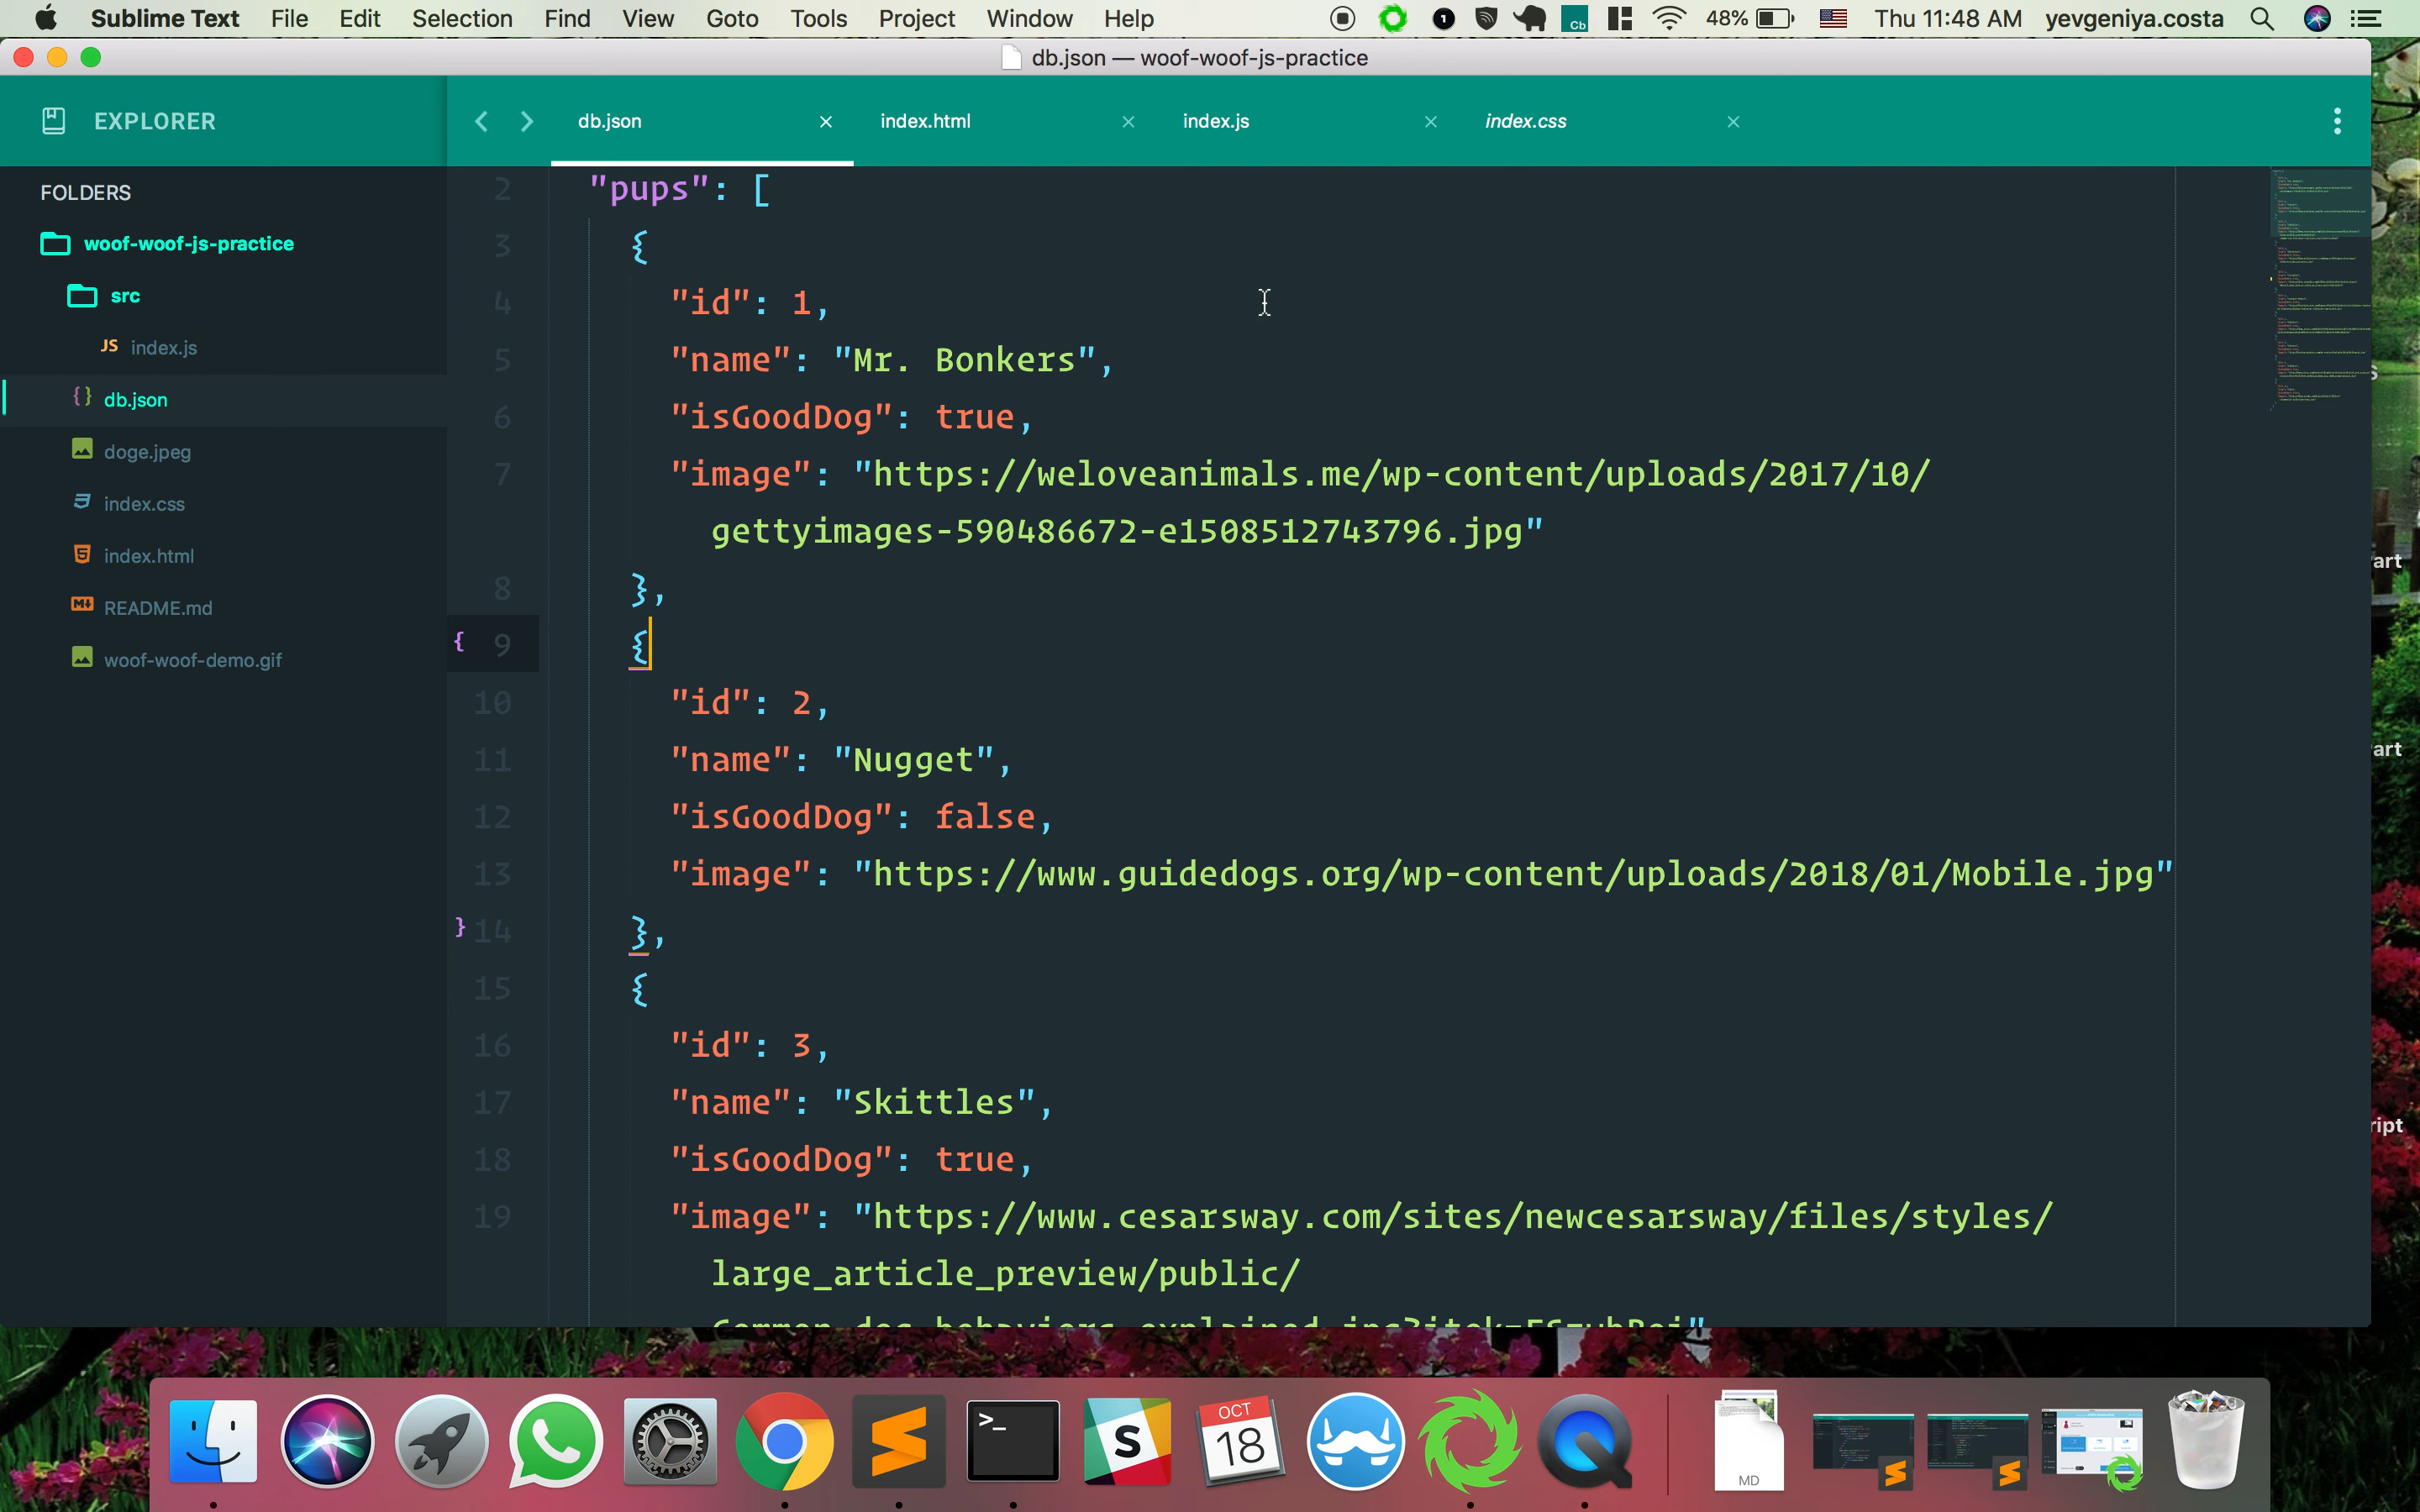 Sublime Text File Edit Selection Find View Goto Tools Project Window Help 1 Cb 48% Thu 11:48 AM yevgeniya.costa
db.json — woof-woof-js-practice
EXPLORER
db.json × index.html × index.js × index.css ×
FOLDERS
woof-woof-js-practice
src
JS index.js
{} db.json
doge.jpeg
index.css
index.html
README.md
woof-woof-demo.gif
2 "pups": [
3 {
4 "id": 1,
5 "name": "Mr. Bonkers",
6 "isGoodDog": true,
7 "image": "https://weloveanimals.me/wp-content/uploads/2017/10/
gettyimages-590486672-e1508512743796.jpg"
8 },
{ 9 {
10 "id": 2,
11 "name": "Nugget",
12 "isGoodDog": false,
13 "image": "https://www.guidedogs.org/wp-content/uploads/2018/01/Mobile.jpg"
} 14 },
15 {
16 "id": 3,
17 "name": "Skittles",
18 "isGoodDog": true,
19 "image": "https://www.cesarsway.com/sites/newcesarsway/files/styles/
large_article_preview/public/
art
art
ript
>_
S
OCT
18
MD